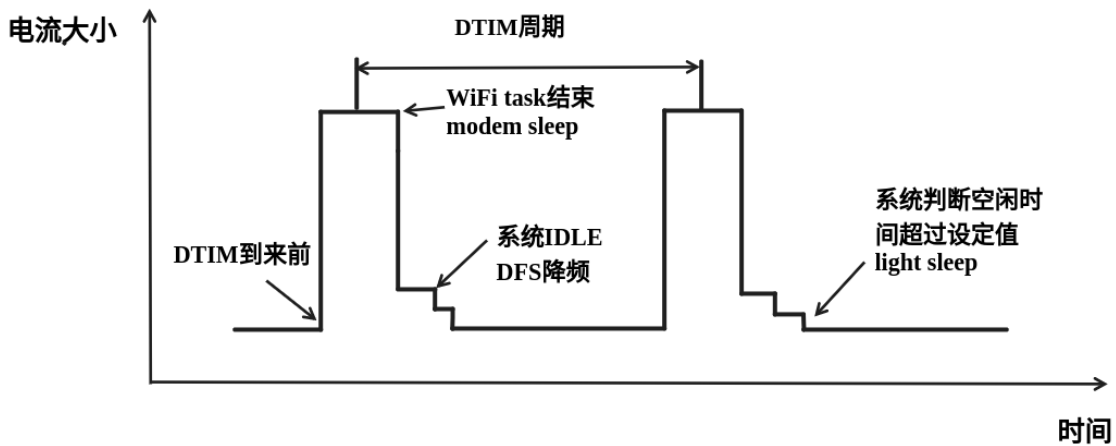 电流大小
DTIM周期
WiFi task结束
modem sleep
DTIM到来前
系统IDLE
DFS降频
系统判断空闲时
间超过设定值
light sleep
时间